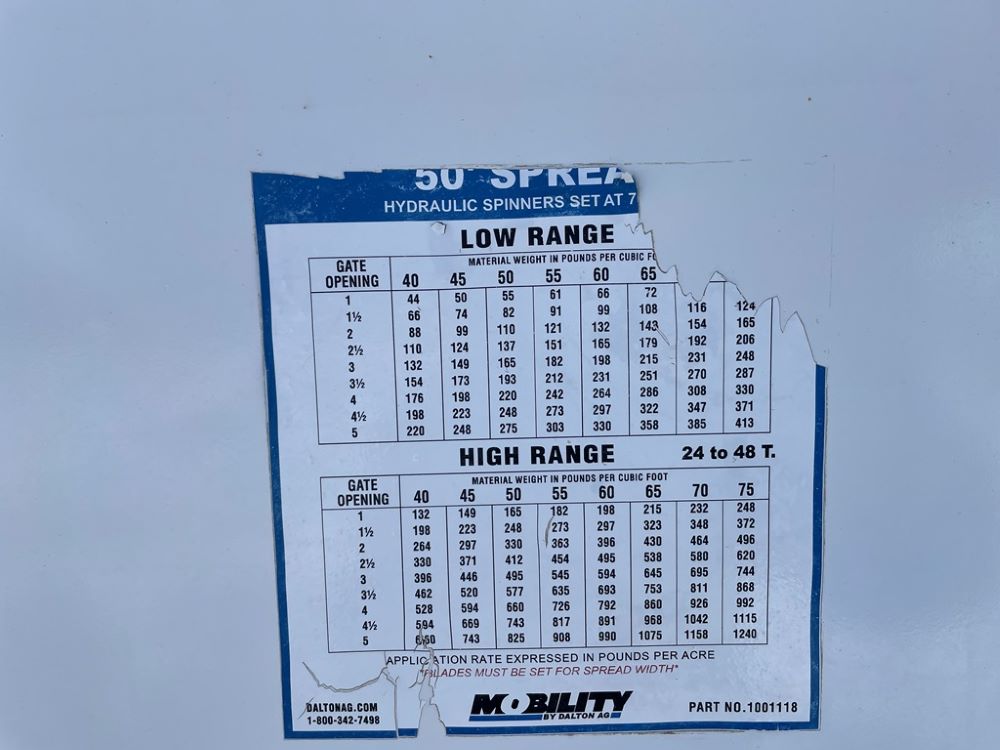 50' SPREA
HYDRAULIC SPINNERS SET AT 7
LOW RANGE
GATE OPENING
MATERIAL WEIGHT IN POUNDS PER CUBIC FO
40 45 50 55 60 65
1 44 50 55 61 66 72
1½ 66 74 82 91 99 108 116 124
2 88 99 110 121 132 143 154 165
2½ 110 124 137 151 165 179 192 206
3 132 149 165 182 198 215 231 248
3½ 154 173 193 212 231 251 270 287
4 176 198 220 242 264 286 308 330
4½ 198 223 248 273 297 322 347 371
5 220 248 275 303 330 358 385 413
HIGH RANGE 24 to 48 T.
GATE OPENING
MATERIAL WEIGHT IN POUNDS PER CUBIC FOOT
40 45 50 55 60 65 70 75
1 132 149 165 182 198 215 232 248
1½ 198 223 248 273 297 323 348 372
2 264 297 330 363 396 430 464 496
2½ 330 371 412 454 495 538 580 620
3 396 446 495 545 594 645 695 744
3½ 462 520 577 635 693 753 811 868
4 528 594 660 726 792 860 926 992
4½ 594 669 743 817 891 968 1042 1115
5 660 743 825 908 990 1075 1158 1240
APPLICATION RATE EXPRESSED IN POUNDS PER ACRE
*BLADES MUST BE SET FOR SPREAD WIDTH*
DALTONAG.COM
1-800-342-7498
MOBILITY
BY DALTON AG
PART NO.1001118